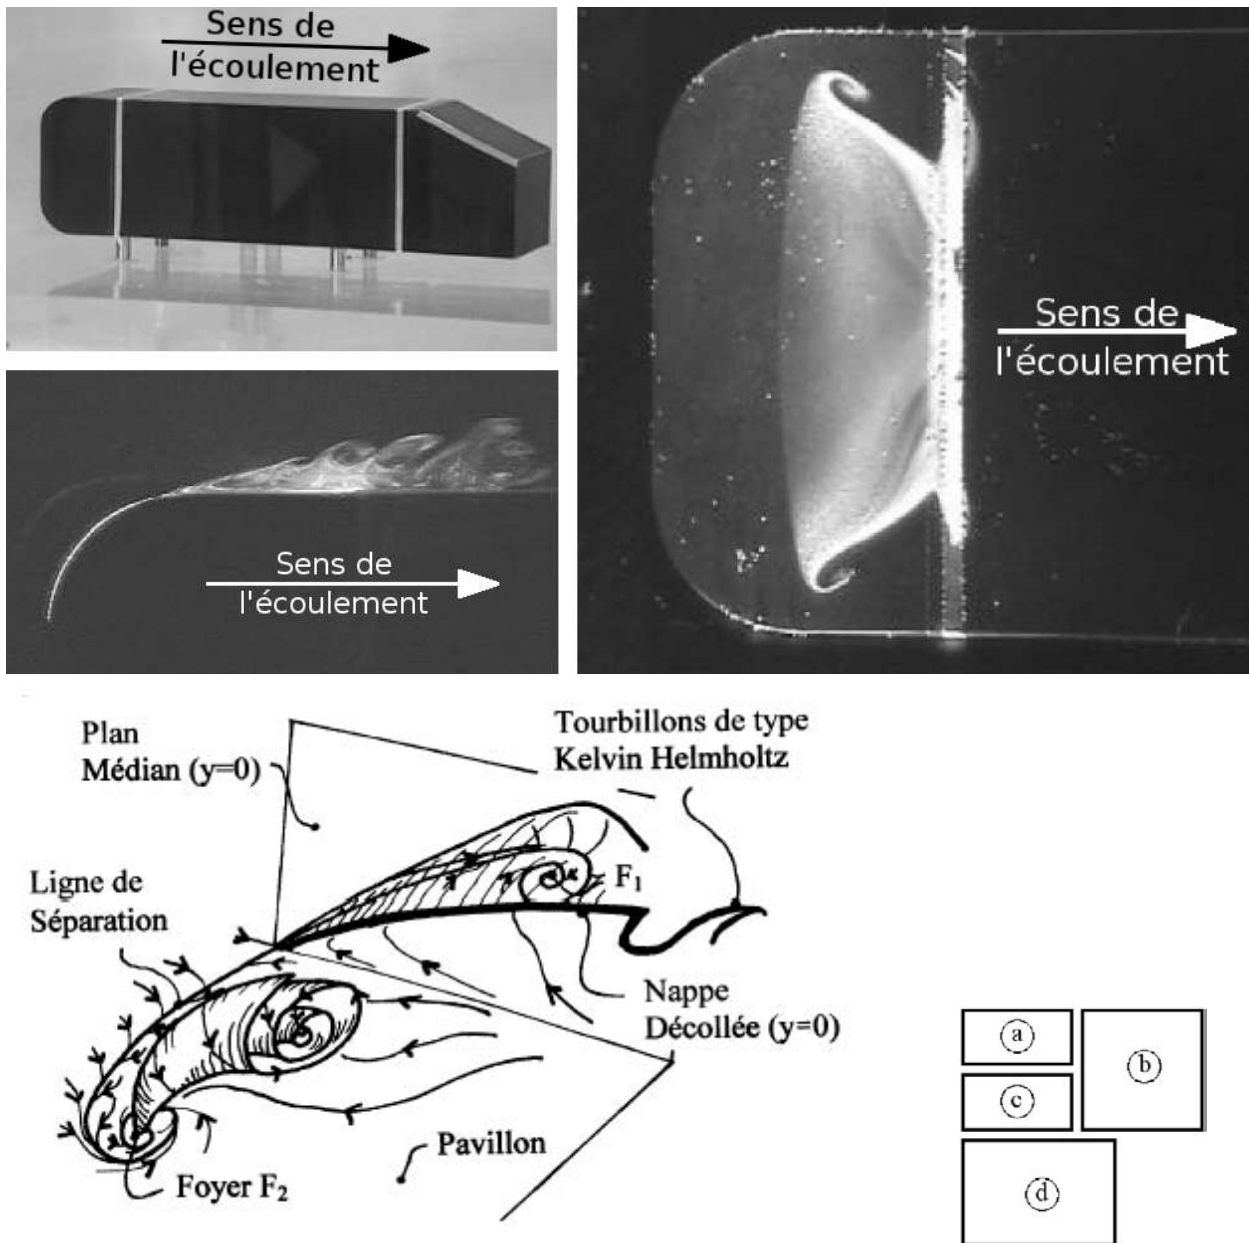 Sens de
l'écoulement
Sens de
l'écoulement
Sens de
l'écoulement
Plan
Médian (y=0)
Tourbillons de type
Kelvin Helmholtz
Ligne de
Séparation
F1
Nappe
Décollée (y=0)
Pavillon
Foyer F2
a
b
c
d